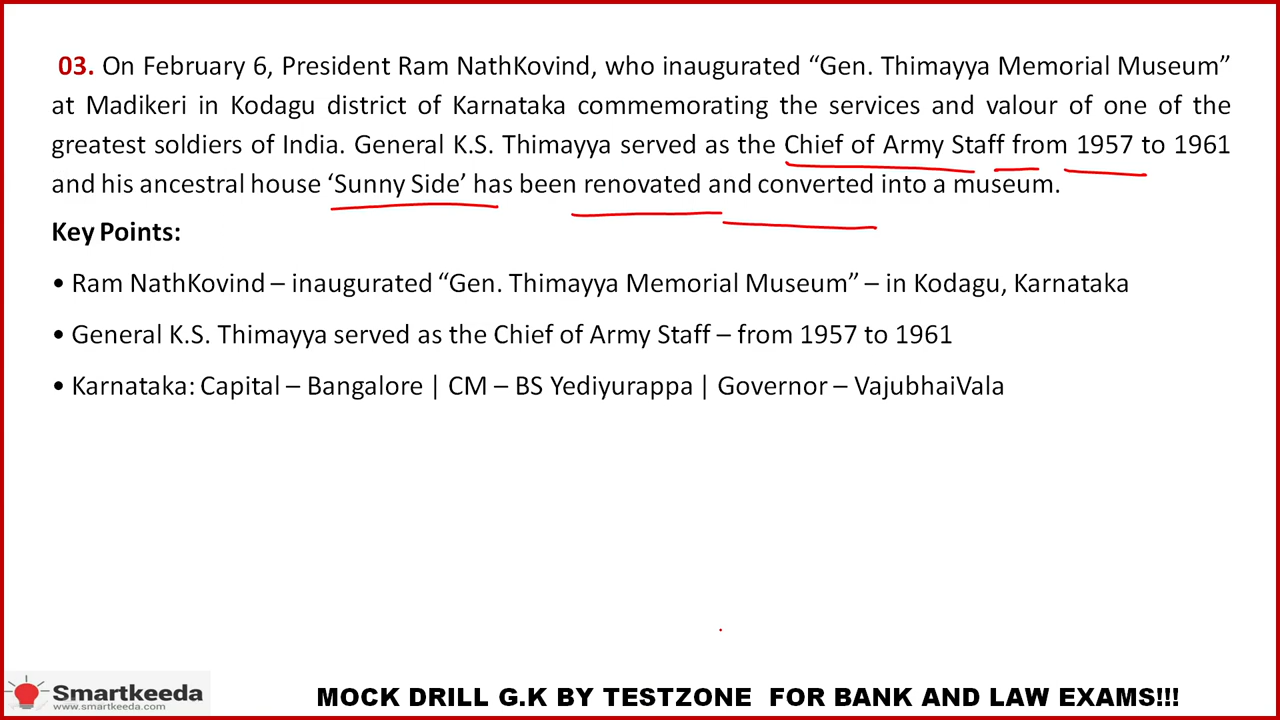 03. On February 6, President Ram NathKovind, who inaugurated “Gen. Thimayya Memorial Museum”
at Madikeri in Kodagu district of Karnataka commemorating the services and valour of one of the
greatest soldiers of India. General K.S. Thimayya served as the Chief of Army Staff from 1957 to 1961
and his ancestral house ‘Sunny Side’ has been renovated and converted into a museum.
Key Points:
• Ram NathKovind – inaugurated “Gen. Thimayya Memorial Museum” – in Kodagu, Karnataka
• General K.S. Thimayya served as the Chief of Army Staff – from 1957 to 1961
• Karnataka: Capital – Bangalore | CM – BS Yediyurappa | Governor – VajubhaiVala
Smartkeeda
www.smartkeeda.com
MOCK DRILL G.K BY TESTZONE FOR BANK AND LAW EXAMS!!!